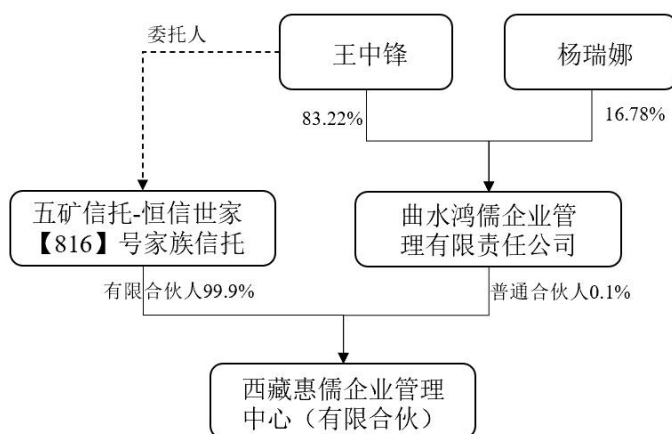 委托人
王中锋
杨瑞娜
83.22%
16.78%
五矿信托-恒信世家
【816】号家族信托
曲水鸿儒企业管
理有限责任公司
有限合伙人99.9%
普通合伙人0.1%
西藏惠儒企业管理
中心（有限合伙）